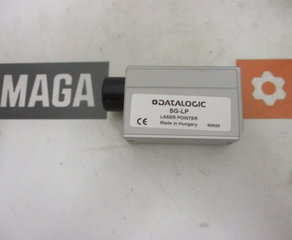 MAGA
DATALOGIC
SG-LP
LASER POINTER
Made in Hungary
CE